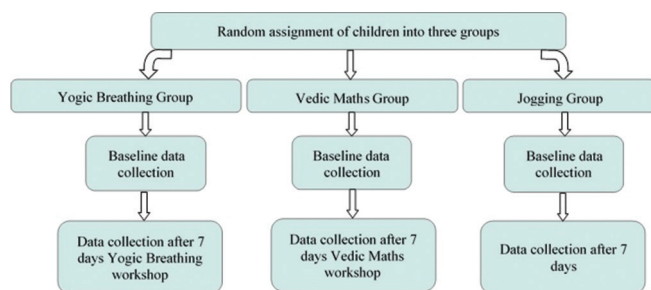 Random assignment of children into three groups
Yogic Breathing Group
Vedic Maths Group
Jogging Group
Baseline data
collection
Baseline data
collection
Baseline data
collection
Data collection after 7
days Yogic Breathing
workshop
Data collection after 7
days Vedic Maths
workshop
Data collection after 7
days